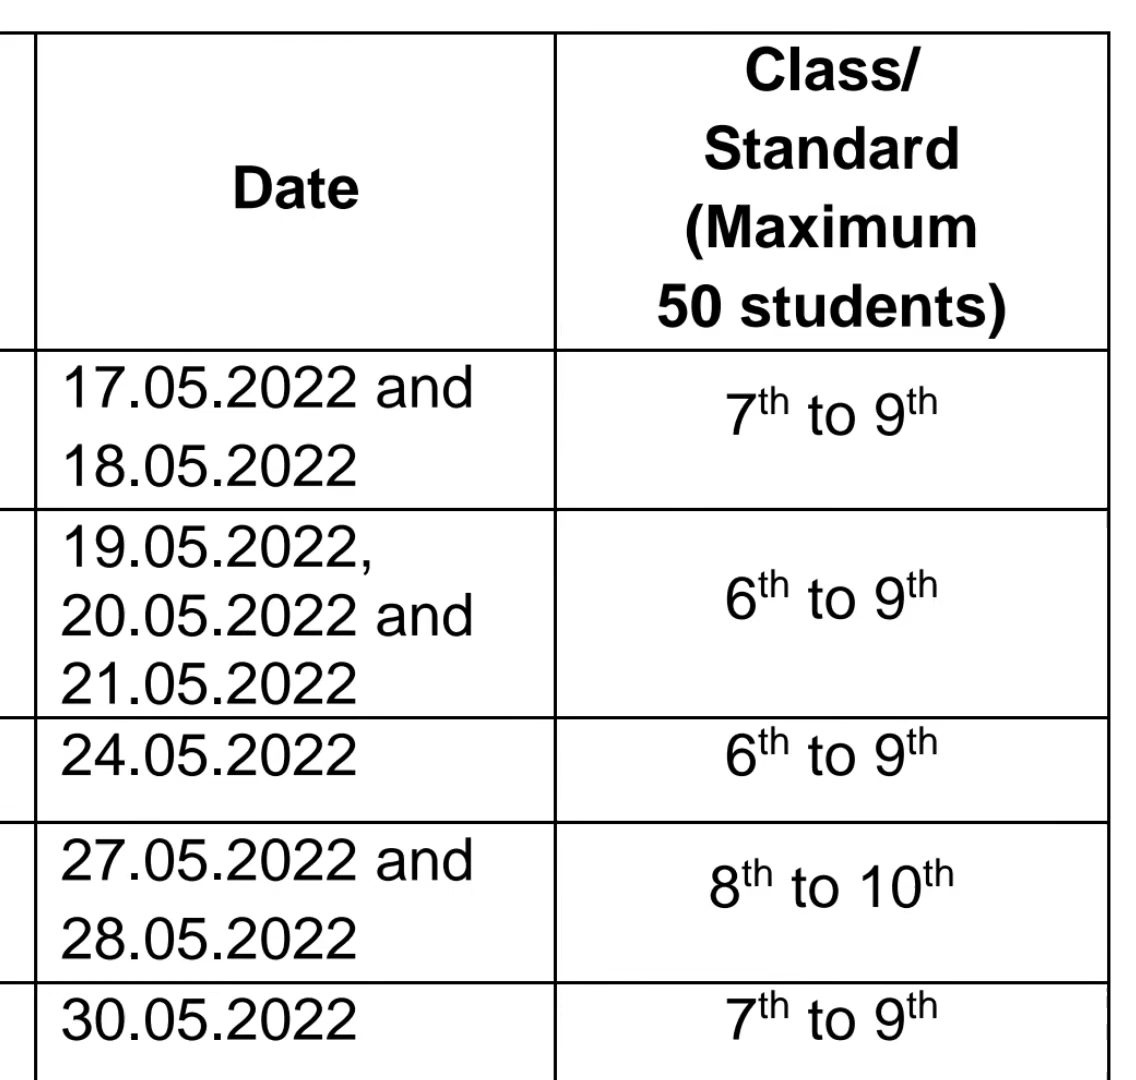 Date
Class/
Standard
(Maximum
50 students)
17.05.2022 and
18.05.2022
7th to 9th
19.05.2022,
20.05.2022 and
21.05.2022
6th to 9th
24.05.2022
6th to 9th
27.05.2022 and
28.05.2022
8th to 10th
30.05.2022
7th to 9th